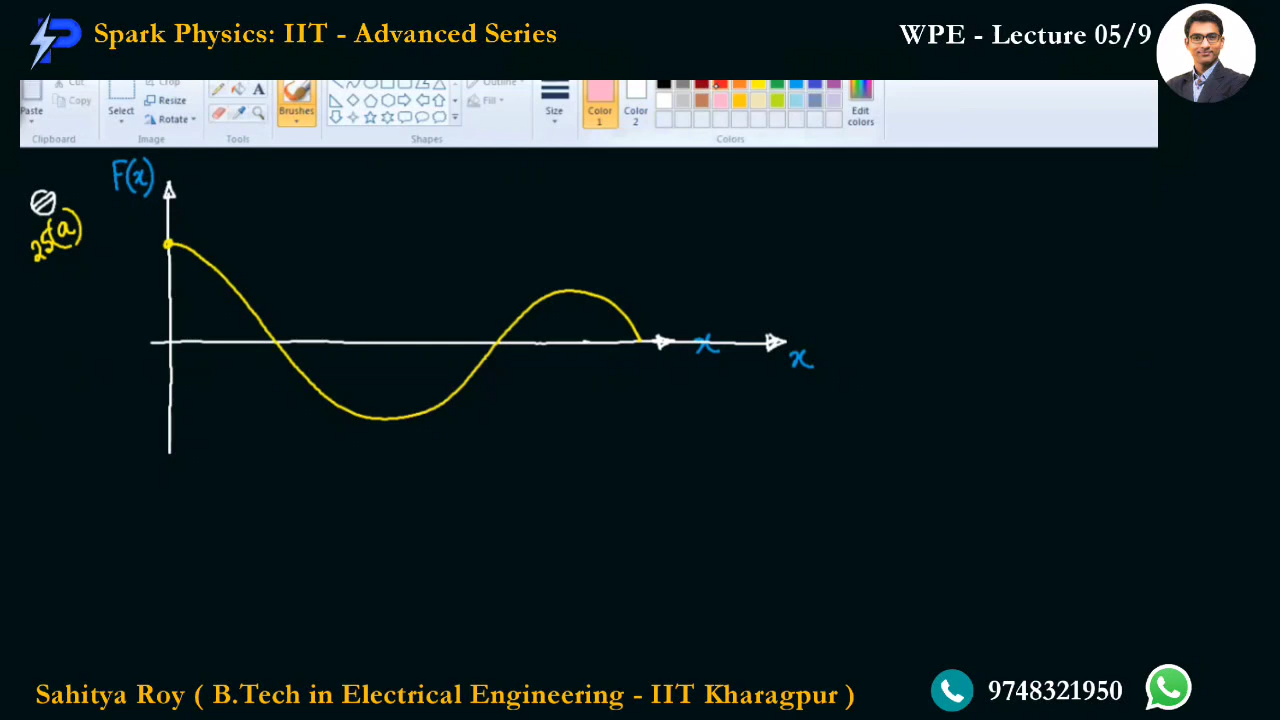 Spark Physics: IIT - Advanced Series
WPE - Lecture 05/9
Cut
Copy
Paste
Clipboard
Crop
Resize
Rotate
Select
Image
A
Tools
Brushes
Outline
Fill
Shapes
Size
Color 1
Color 2
Edit colors
Colors
F(x)
25(a)
x
x
Sahitya Roy ( B.Tech in Electrical Engineering - IIT Kharagpur )
9748321950